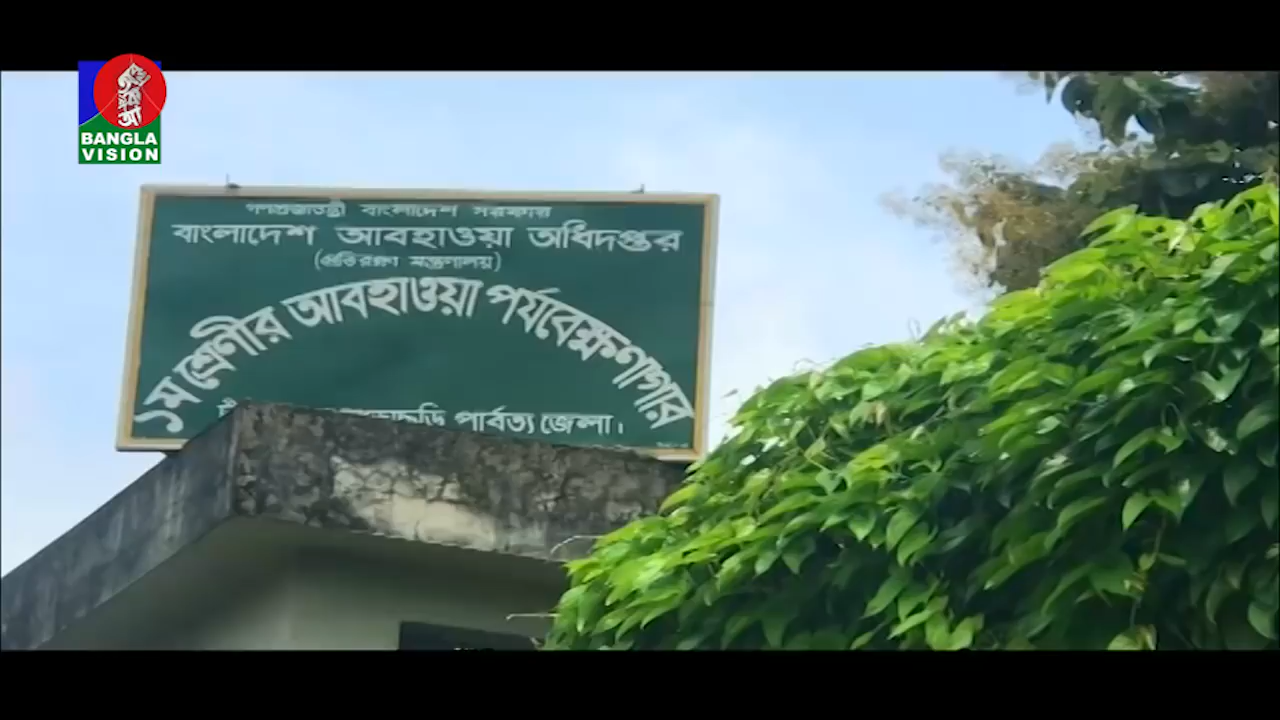 BANGLA
VISION
গণপ্রজাতন্ত্রী বাংলাদেশ সরকার
বাংলাদেশ আবহাওয়া অধিদপ্তর
(প্রতিরক্ষা মন্ত্রণালয়)
১ম শ্রেণীর আবহাওয়া পর্যবেক্ষণাগার
পার্বত্য জেলা।